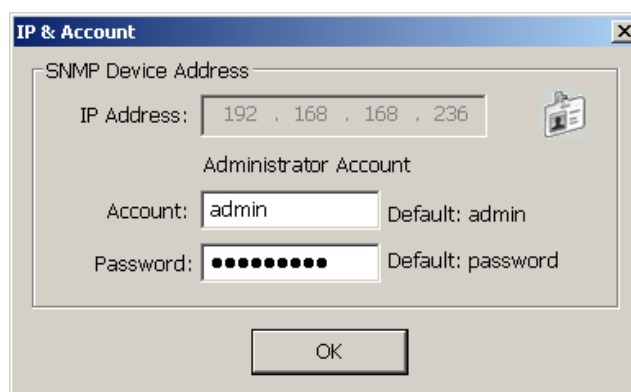 IP & Account
SNMP Device Address
IP Address: 192 . 168 . 168 . 236
Administrator Account
Account: admin Default: admin
Password: ●●●●●●●●● Default: password
OK